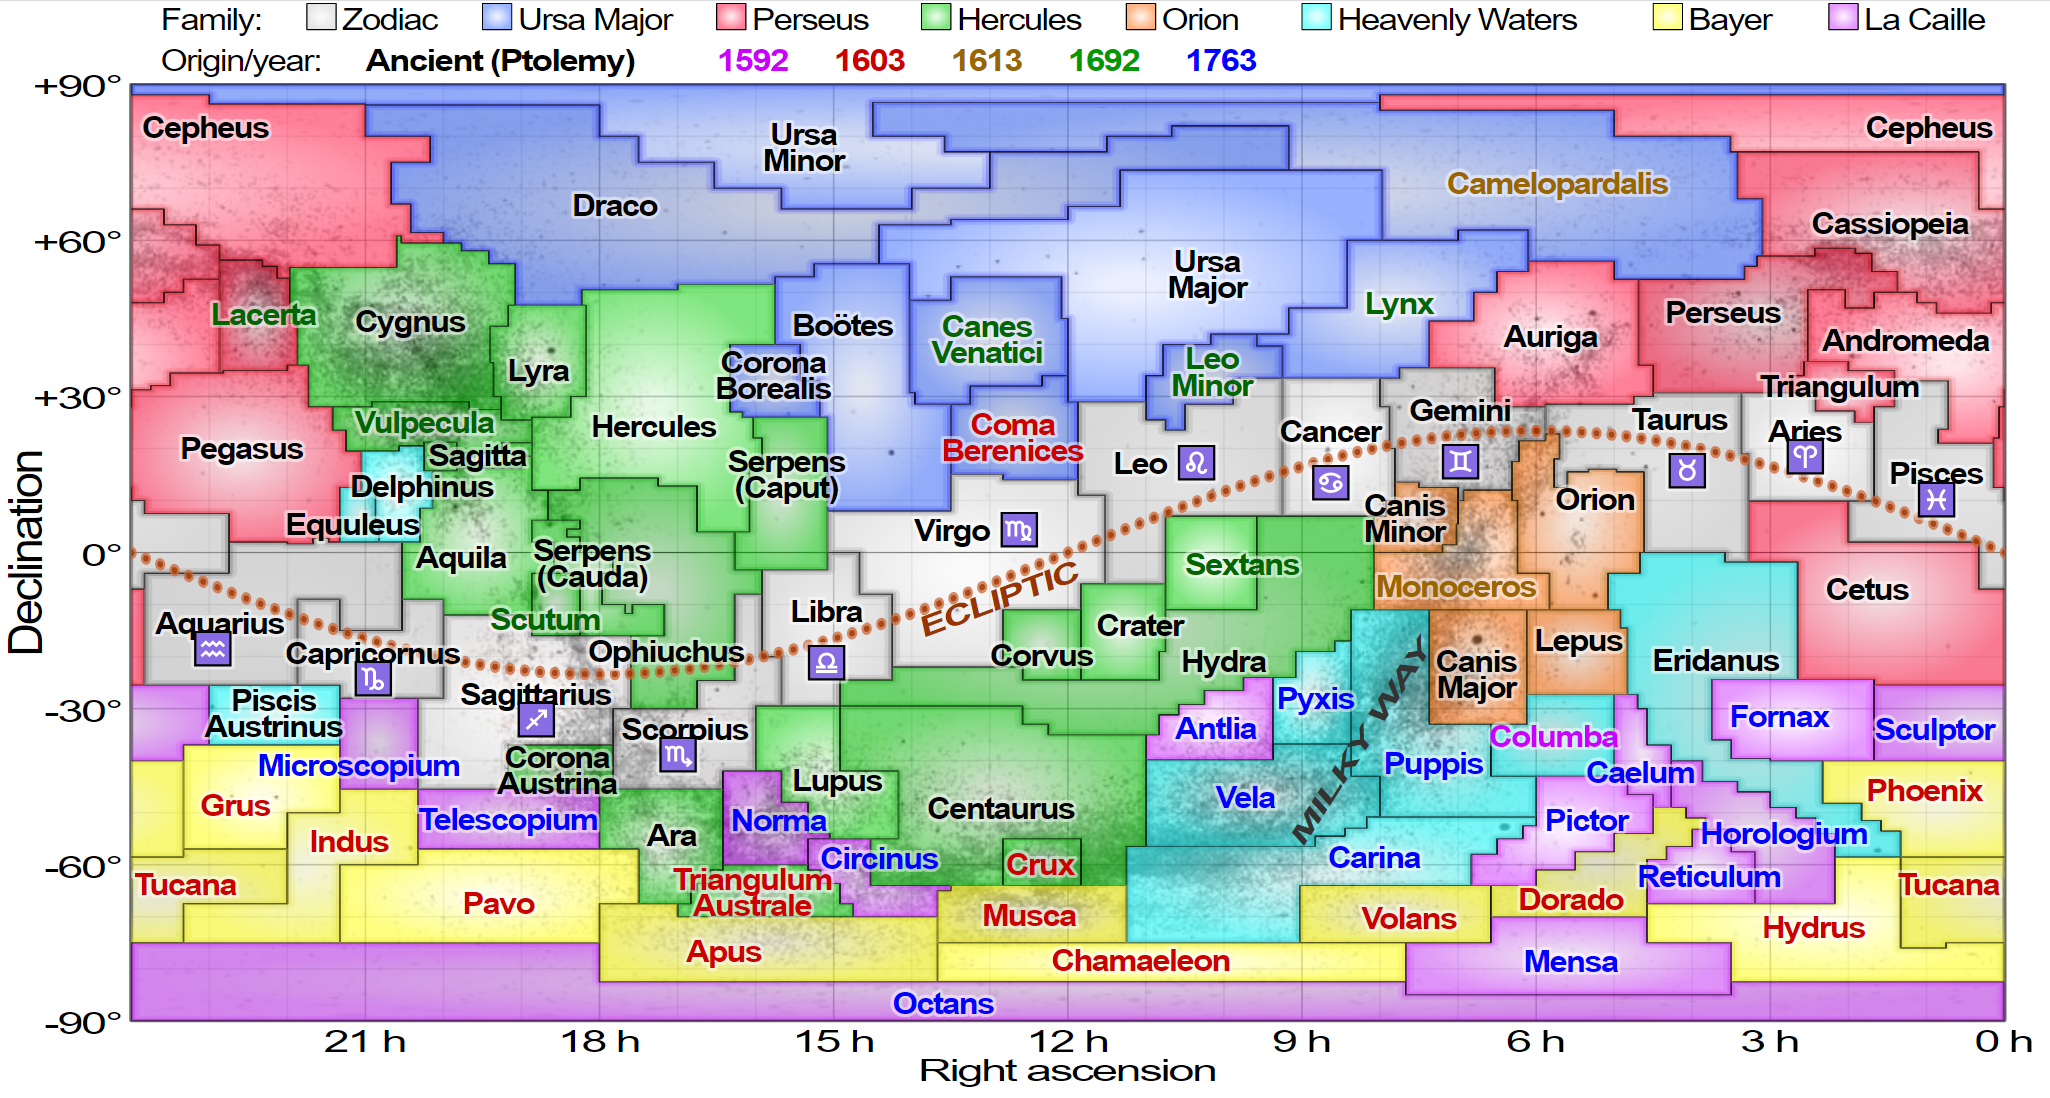 Family: Zodiac Ursa Major Perseus Hercules Orion Heavenly Waters Bayer La Caille
Origin/year: Ancient (Ptolemy) 1592 1603 1613 1692 1763
+90°
+60°
+30°
0°
-30°
-60°
-90°
Declination
Cepheus
Ursa
Minor
Cepheus
Draco
Camelopardalis
Cassiopeia
Ursa
Major
Lacerta
Cygnus
Boötes
Canes
Venatici
Lynx
Perseus
Auriga
Andromeda
Lyra
Corona
Borealis
Leo
Minor
Triangulum
Pegasus
Vulpecula
Hercules
Coma
Berenices
Cancer
Gemini
Taurus
Aries
♈
Sagitta
Serpens
(Caput)
Leo ♌
♋
♊
♉
Pisces
♓
Delphinus
Equuleus
Aquila
Serpens
(Cauda)
Virgo ♍
Canis
Minor
Orion
Sextans
Monoceros
Cetus
ECLIPTIC
Aquarius
♒
Scutum
Libra
♎
Crater
Capricornus
♑
Ophiuchus
Corvus
Hydra
Canis
Major
Lepus
Eridanus
Piscis
Austrinus
Sagittarius
♐
Scorpius
♏
Antlia
Pyxis
MILKY WAY
Columba
Fornax
Sculptor
Microscopium
Corona
Austrina
Lupus
Puppis
Caelum
Grus
Indus
Telescopium
Ara
Norma
Centaurus
Vela
Pictor
Horologium
Phoenix
Circinus
Crux
Carina
Tucana
Pavo
Triangulum
Australe
Musca
Volans
Dorado
Reticulum
Tucana
Hydrus
Apus
Chamaeleon
Mensa
Octans
21 h 18 h 15 h 12 h 9 h 6 h 3 h 0 h
Right ascension